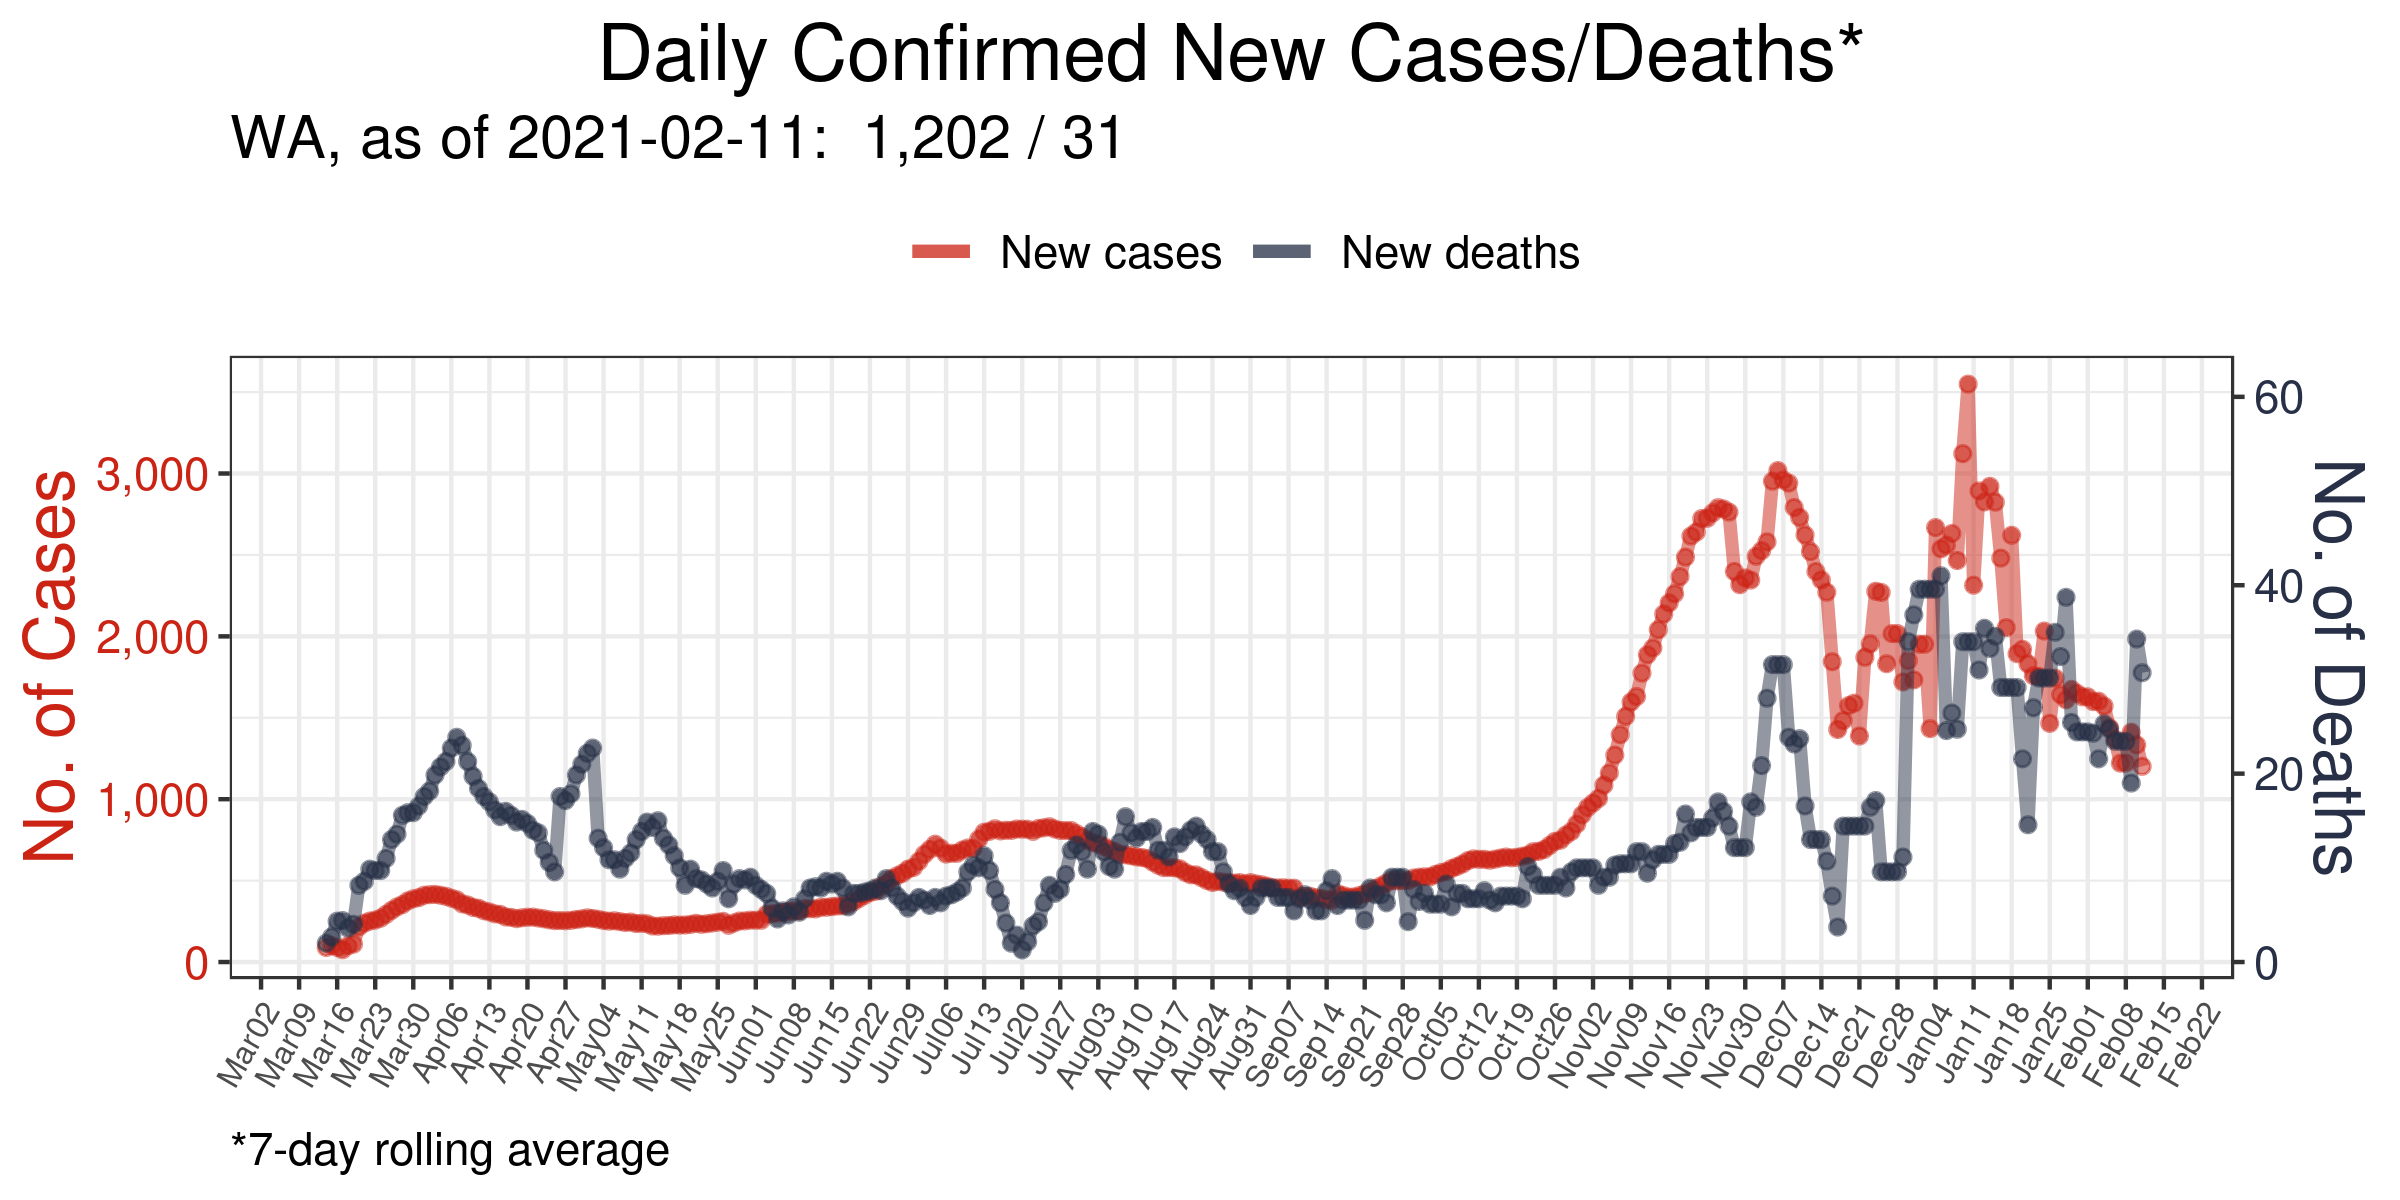 Daily Confirmed New Cases/Deaths*
WA, as of 2021-02-11:  1,202 / 31
New cases
New deaths
No. of Cases
3,000
2,000
1,000
0
60
40
20
0
No. of Deaths
Mar02
Mar09
Mar16
Mar23
Mar30
Apr06
Apr13
Apr20
Apr27
May04
May11
May18
May25
Jun01
Jun08
Jun15
Jun22
Jun29
Jul06
Jul13
Jul20
Jul27
Aug03
Aug10
Aug17
Aug24
Aug31
Sep07
Sep14
Sep21
Sep28
Oct05
Oct12
Oct19
Oct26
Nov02
Nov09
Nov16
Nov23
Nov30
Dec07
Dec14
Dec21
Dec28
Jan04
Jan11
Jan18
Jan25
Feb01
Feb08
Feb15
Feb22
*7-day rolling average